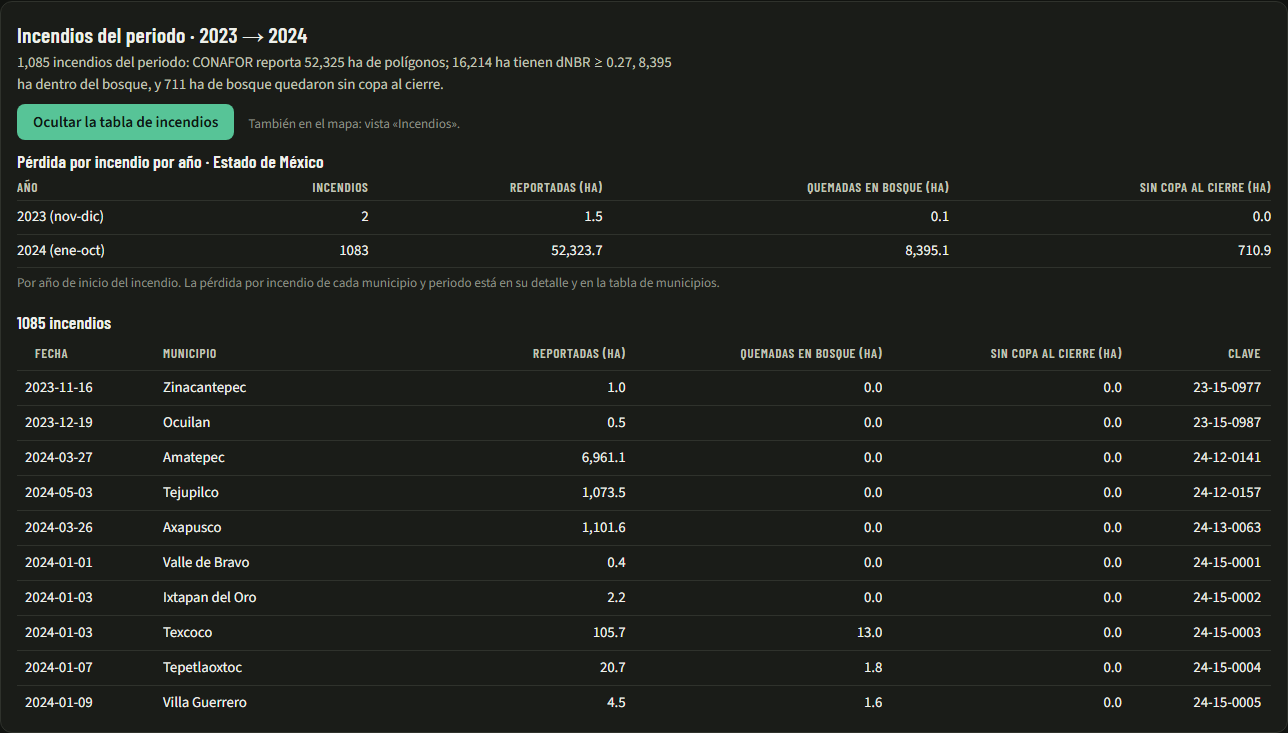 Incendios del periodo · 2023 → 2024
1,085 incendios del periodo: CONAFOR reporta 52,325 ha de polígonos; 16,214 ha tienen dNBR ≥ 0.27, 8,395
ha dentro del bosque, y 711 ha de bosque quedaron sin copa al cierre.
Ocultar la tabla de incendios También en el mapa: vista «Incendios».
Pérdida por incendio por año · Estado de México
AÑO INCENDIOS REPORTADAS (HA) QUEMADAS EN BOSQUE (HA) SIN COPA AL CIERRE (HA)
2023 (nov-dic) 2 1.5 0.1 0.0
2024 (ene-oct) 1083 52,323.7 8,395.1 710.9
Por año de inicio del incendio. La pérdida por incendio de cada municipio y periodo está en su detalle y en la tabla de municipios.
1085 incendios
FECHA MUNICIPIO REPORTADAS (HA) QUEMADAS EN BOSQUE (HA) SIN COPA AL CIERRE (HA) CLAVE
2023-11-16 Zinacantepec 1.0 0.0 0.0 23-15-0977
2023-12-19 Ocuilan 0.5 0.0 0.0 23-15-0987
2024-03-27 Amatepec 6,961.1 0.0 0.0 24-12-0141
2024-05-03 Tejupilco 1,073.5 0.0 0.0 24-12-0157
2024-03-26 Axapusco 1,101.6 0.0 0.0 24-13-0063
2024-01-01 Valle de Bravo 0.4 0.0 0.0 24-15-0001
2024-01-03 Ixtapan del Oro 2.2 0.0 0.0 24-15-0002
2024-01-03 Texcoco 105.7 13.0 0.0 24-15-0003
2024-01-07 Tepetlaoxtoc 20.7 1.8 0.0 24-15-0004
2024-01-09 Villa Guerrero 4.5 1.6 0.0 24-15-0005